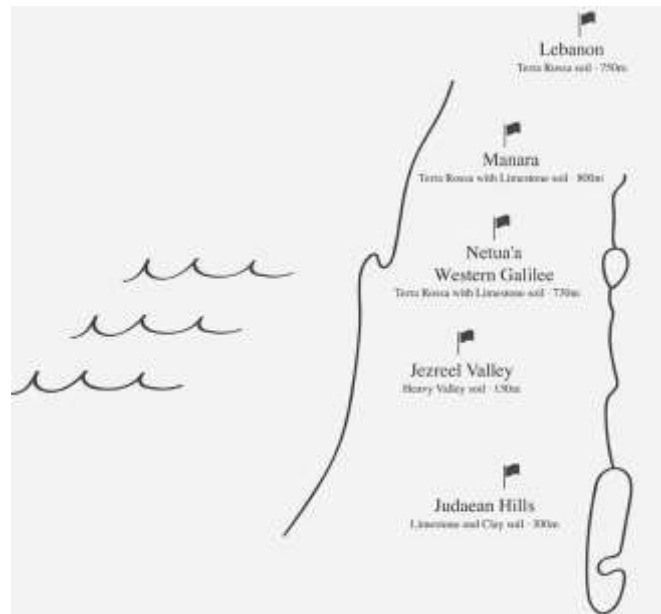 Lebanon
Terra Rossa soil · 750m
Manara
Terra Rossa with Limestone soil · 800m
Netua'a
Western Galilee
Terra Rossa with Limestone soil · 730m
Jezreel Valley
Heavy Valley soil · 130m
Judaean Hills
Limestone and Clay soil · 300m